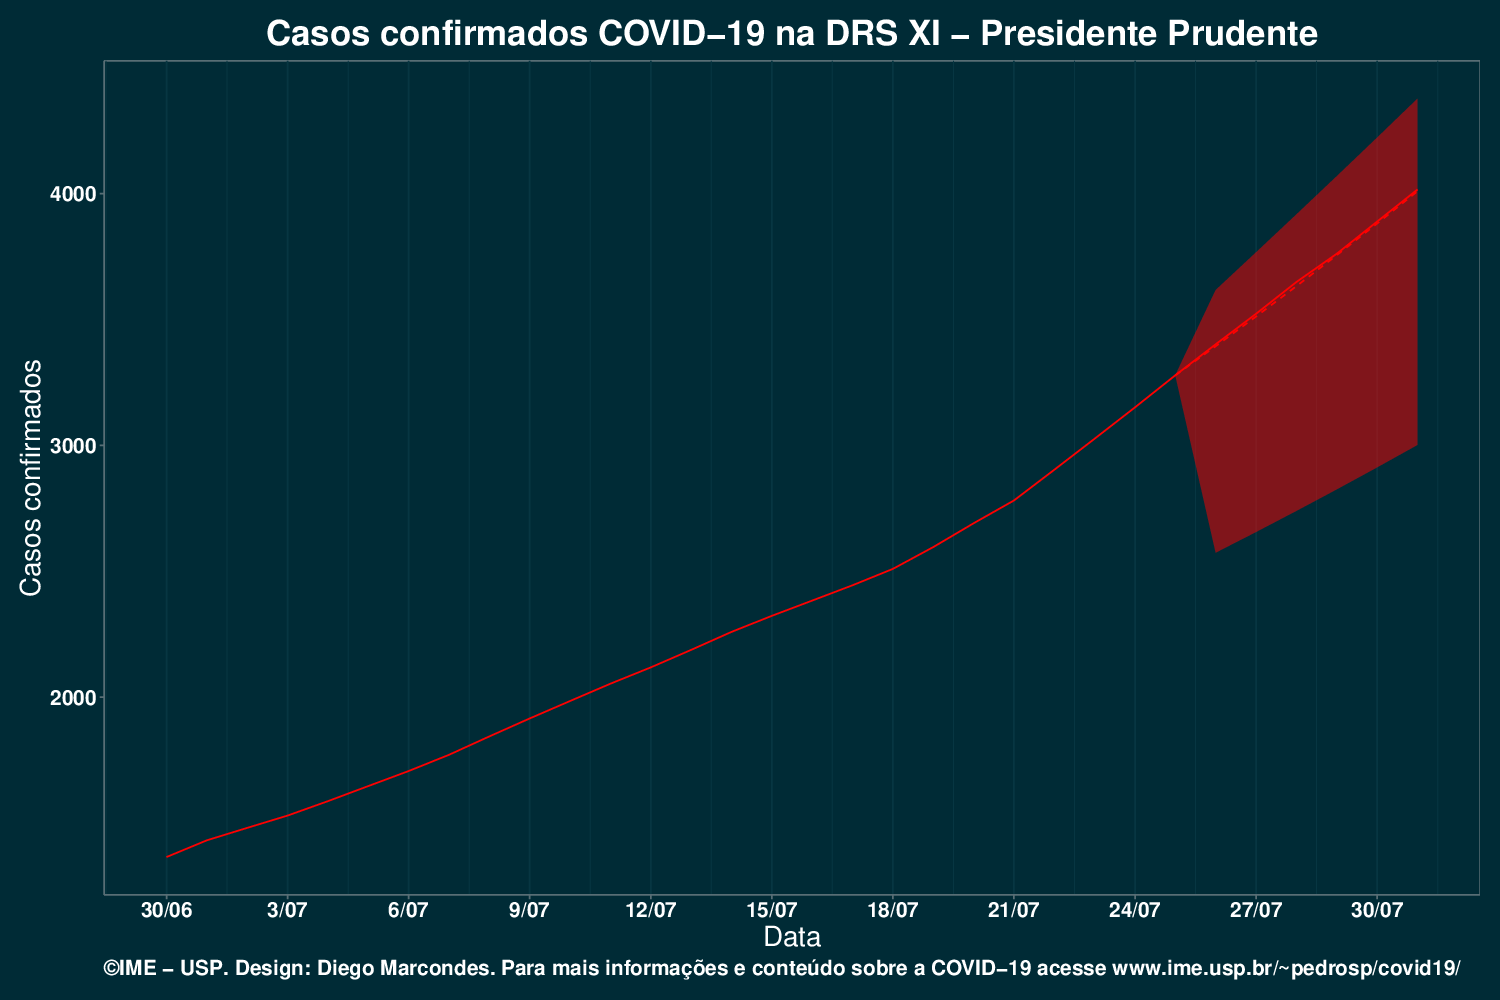 Casos confirmados COVID−19 na DRS XI − Presidente Prudente
Casos confirmados
4000
3000
2000
30/06 3/07 6/07 9/07 12/07 15/07 18/07 21/07 24/07 27/07 30/07
Data
©IME − USP. Design: Diego Marcondes. Para mais informações e conteúdo sobre a COVID−19 acesse www.ime.usp.br/~pedrosp/covid19/